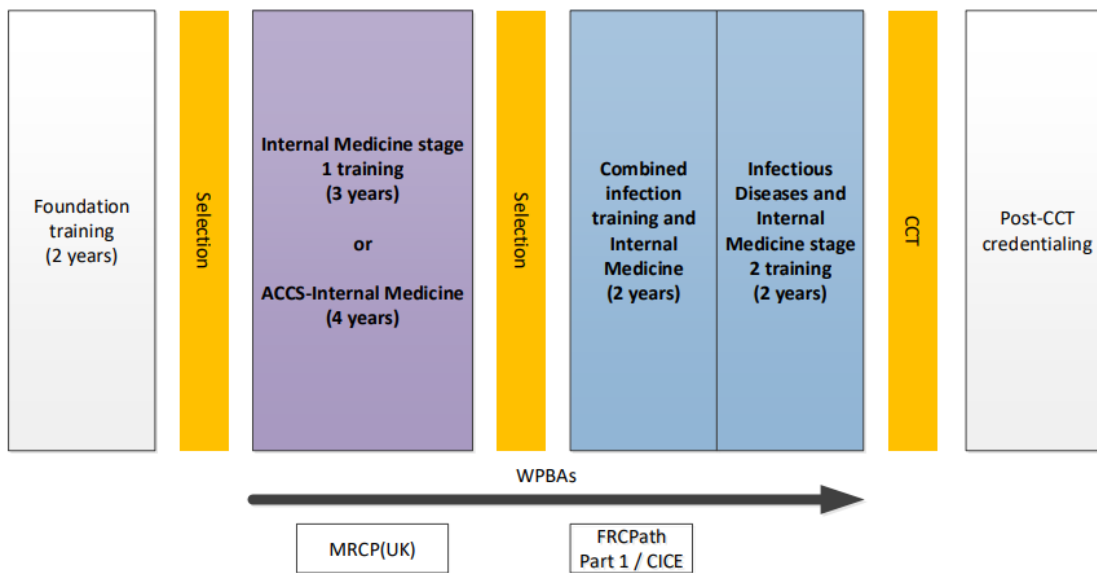 Foundation
training
(2 years)
Selection
Internal Medicine stage
1 training
(3 years)
or
ACCS-Internal Medicine
(4 years)
Selection
Combined
infection
training and
Internal
Medicine
(2 years)
Infectious
Diseases and
Internal
Medicine stage
2 training
(2 years)
CCT
Post-CCT
credentialing
WPBAs
MRCP(UK)
FRCPath
Part 1 / CICE